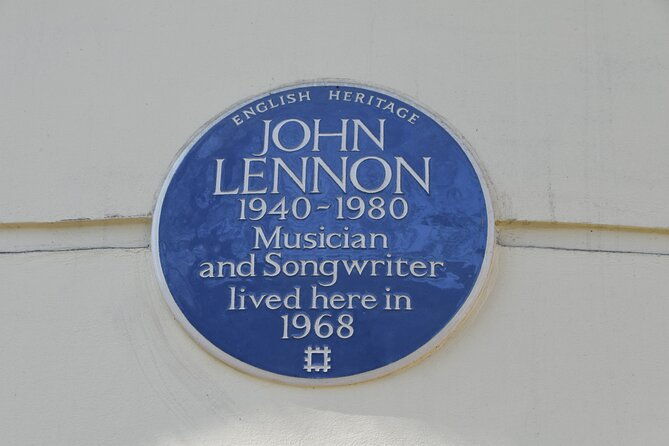 ENGLISH HERITAGE
JOHN
LENNON
1940-1980
Musician
and Songwriter
lived here in
1968